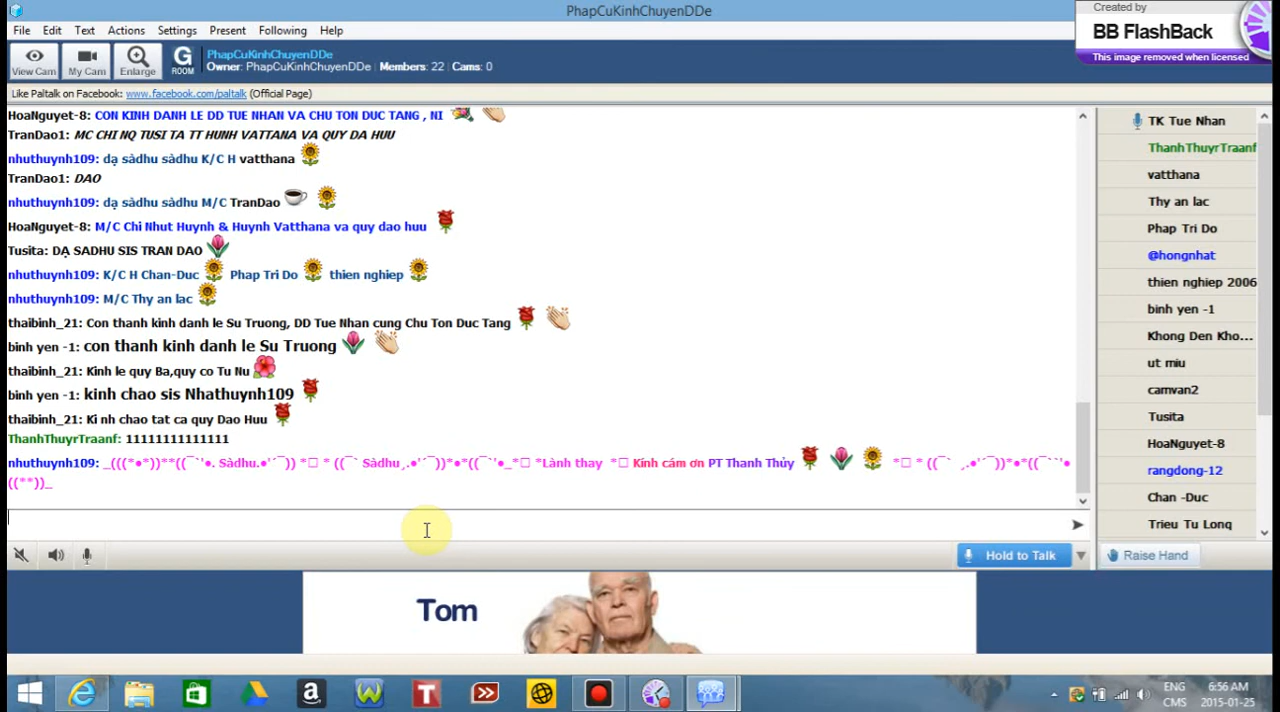 PhapCuKinhChuyenDDe
Created by
BB FlashBack
This image removed when licensed
File Edit Text Actions Settings Present Following Help
View Cam My Cam Enlarge G ROOM
PhapCuKinhChuyenDDe
Owner: PhapCuKinhChuyenDDe Members: 22 Cams: 0
Like Paltalk on Facebook: www.facebook.com/paltalk (Official Page)
HoaNguyet-8: CON KINH DANH LE DD TUE NHAN VA CHU TON DUC TANG , NI
TranDao1: MC CHI NQ TUSI TA TT HUNH VATTANA VA QUY DA HUU
nhuthuynh109: dạ sàdhu sàdhu K/C H vatthana
TranDao1: DAO
nhuthuynh109: dạ sàdhu sàdhu M/C TranDao
HoaNguyet-8: M/C Chi Nhut Huynh & Huynh Vatthana va quy dao huu
Tusita: DẠ SADHU SIS TRAN DAO
nhuthuynh109: K/C H Chan-Duc Phap Tri Do thien nghiep
nhuthuynh109: M/C Thy an lac
thaibinh_21: Con thanh kinh danh le Su Truong, DD Tue Nhan cung Chu Ton Duc Tang
binh yen -1: con thanh kinh danh le Su Truong
thaibinh_21: Kinh le quy Ba,quy co Tu Nu
binh yen -1: kinh chao sis Nhathuynh109
thaibinh_21: Ki nh chao tat ca quy Dao Huu
ThanhThuyrTraanf: 11111111111111
nhuthuynh109: _(((*•*))**((¯`'•. Sàdhu.•'´¯)) *□ * ((¯` Sàdhu¸.•'´¯))*•*((¯``'•_*□ *Lành thay *□ Kính cám ơn PT Thanh Thủy *□ * ((¯` ¸.•'´¯))*•*((¯``'•
((**))_
TK Tue Nhan
ThanhThuyrTraanf
vatthana
Thy an lac
Phap Tri Do
@hongnhat
thien nghiep 2006
binh yen -1
Khong Den Kho...
ut miu
camvan2
Tusita
HoaNguyet-8
rangdong-12
Chan -Duc
Trieu Tu Long
Hold to Talk
Raise Hand
Tom
ENG 6:56 AM
CMS 2015-01-25